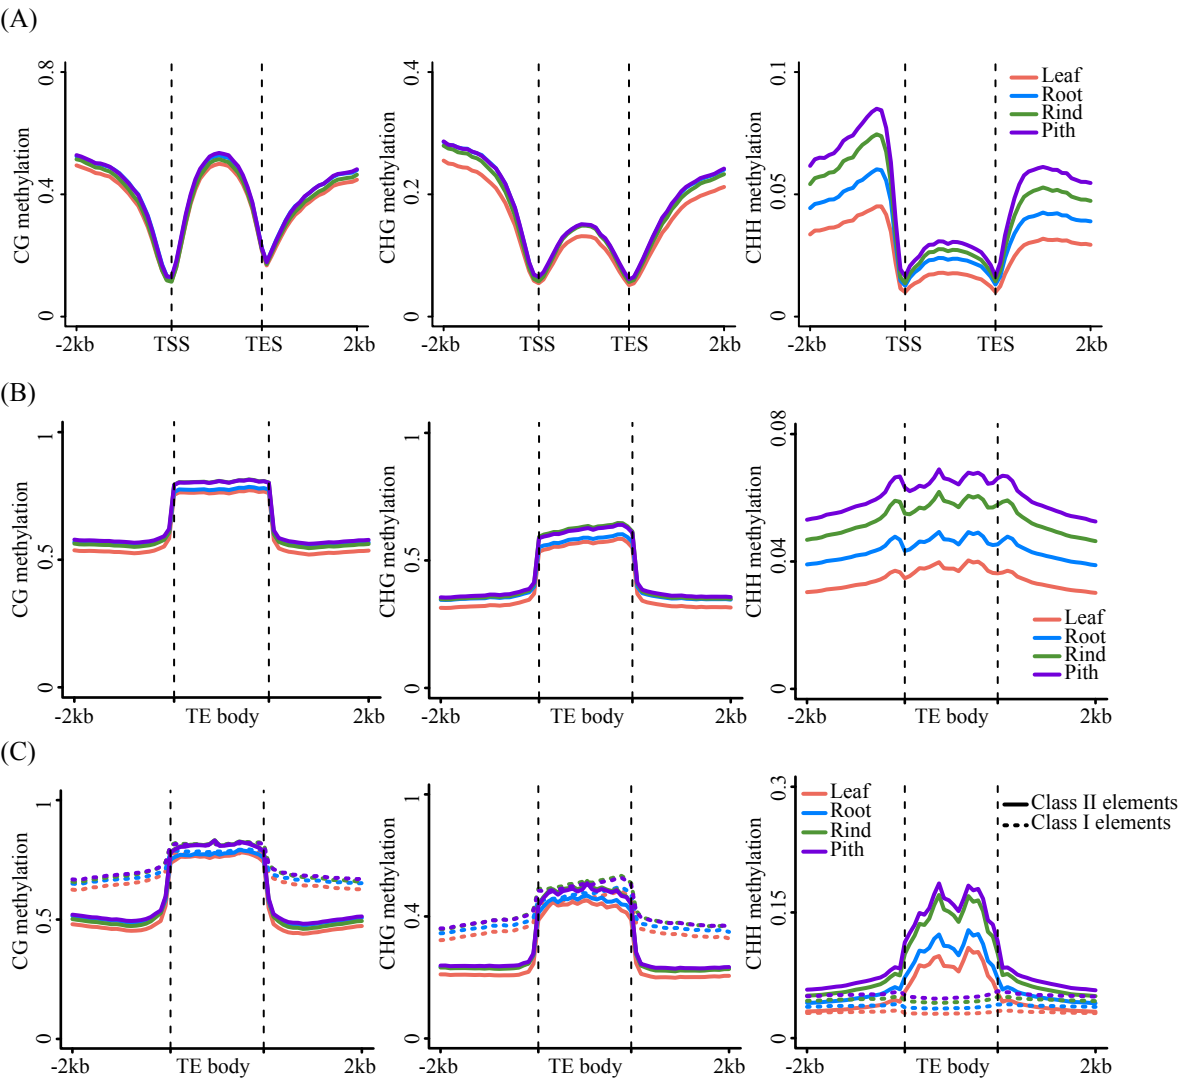 (A)
CG methylation
0.8
0.4
0
-2kb TSS TES 2kb
CHG methylation
0.4
0.2
0
-2kb TSS TES 2kb
CHH methylation
0.1
0.05
0
-2kb TSS TES 2kb
Leaf
Root
Rind
Pith
(B)
CG methylation
1
0.5
0
-2kb TE body 2kb
CHG methylation
1
0.5
0
-2kb TE body 2kb
CHH methylation
0.08
0.04
0
-2kb TE body 2kb
Leaf
Root
Rind
Pith
(C)
CG methylation
1
0.5
0
-2kb TE body 2kb
CHG methylation
1
0.4
0
-2kb TE body 2kb
CHH methylation
0.3
0.15
0
-2kb TE body 2kb
Leaf
Root
Rind
Pith
Class II elements
Class I elements